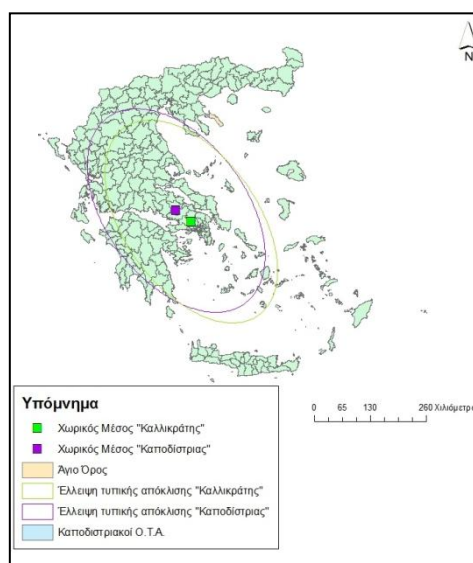 N
Υπόμνημα
Χωρικός Μέσος "Καλλικράτης"
Χωρικός Μέσος "Καποδίστριας"
Άγιο Όρος
Έλλειψη τυπικής απόκλισης "Καλλικράτης"
Έλλειψη τυπικής απόκλισης "Καποδίστριας"
Καποδιστριακοί Ο.Τ.Α.
0 65 130 260 Χιλιόμετρα